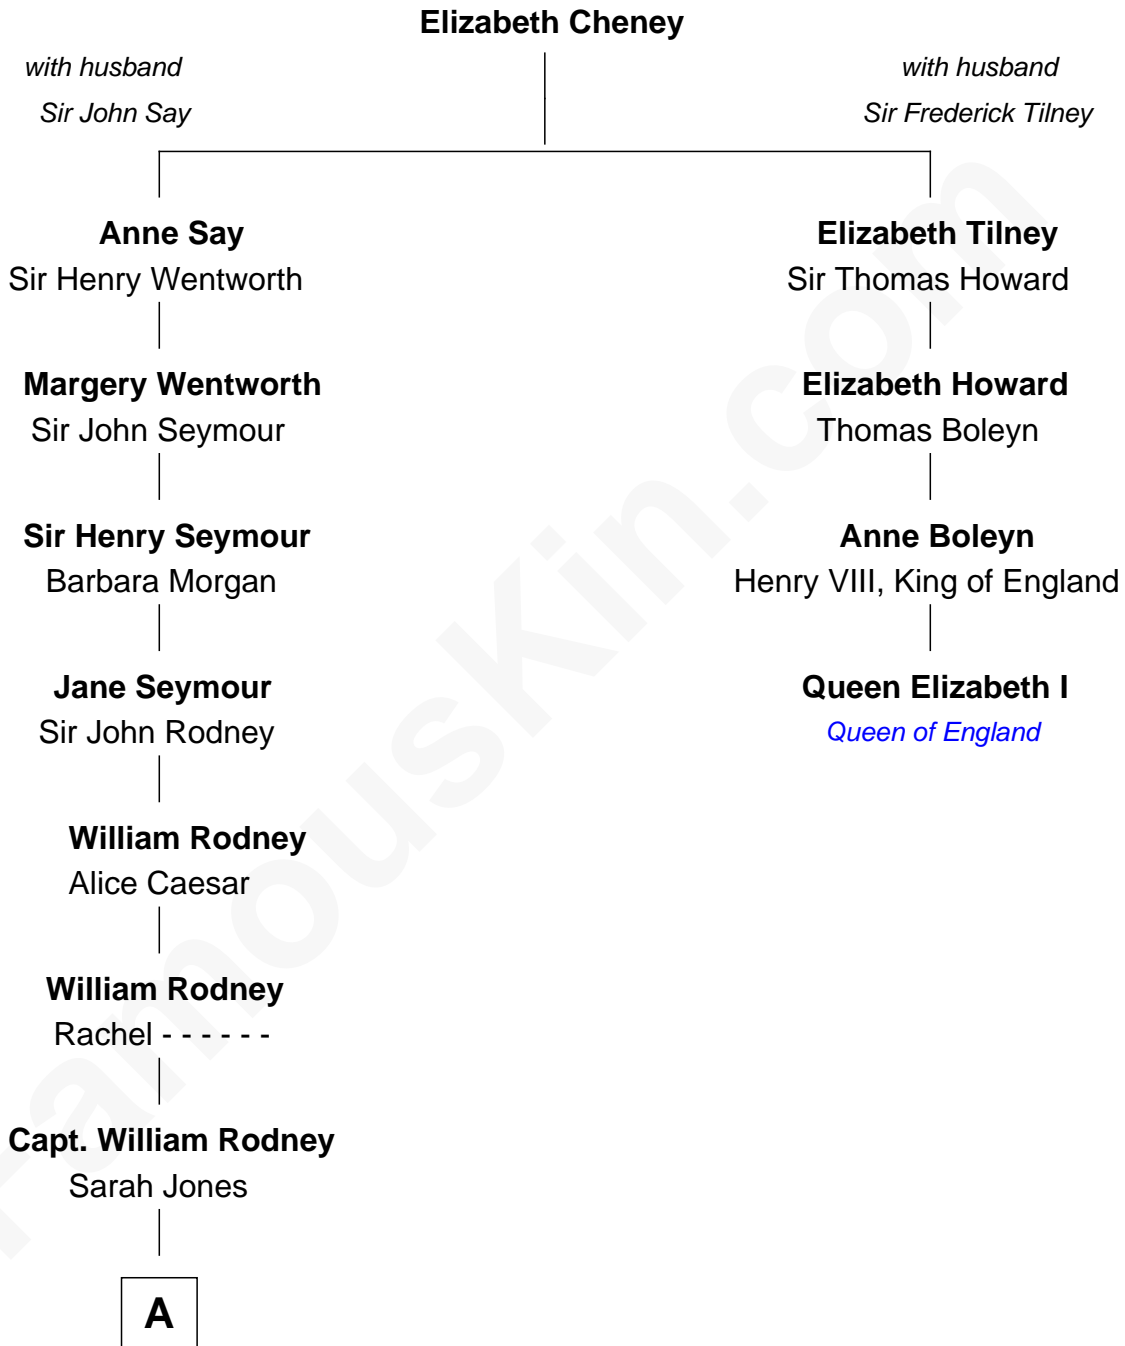 Elizabeth Cheney
with husband
Sir John Say
with husband
Sir Frederick Tilney
Anne Say
Sir Henry Wentworth
Elizabeth Tilney
Sir Thomas Howard
Margery Wentworth
Sir John Seymour
Elizabeth Howard
Thomas Boleyn
Sir Henry Seymour
Barbara Morgan
Anne Boleyn
Henry VIII, King of England
Jane Seymour
Sir John Rodney
Queen Elizabeth I
Queen of England
William Rodney
Alice Caesar
William Rodney
Rachel - - - - - -
Capt. William Rodney
Sarah Jones
A
FamousKin.com